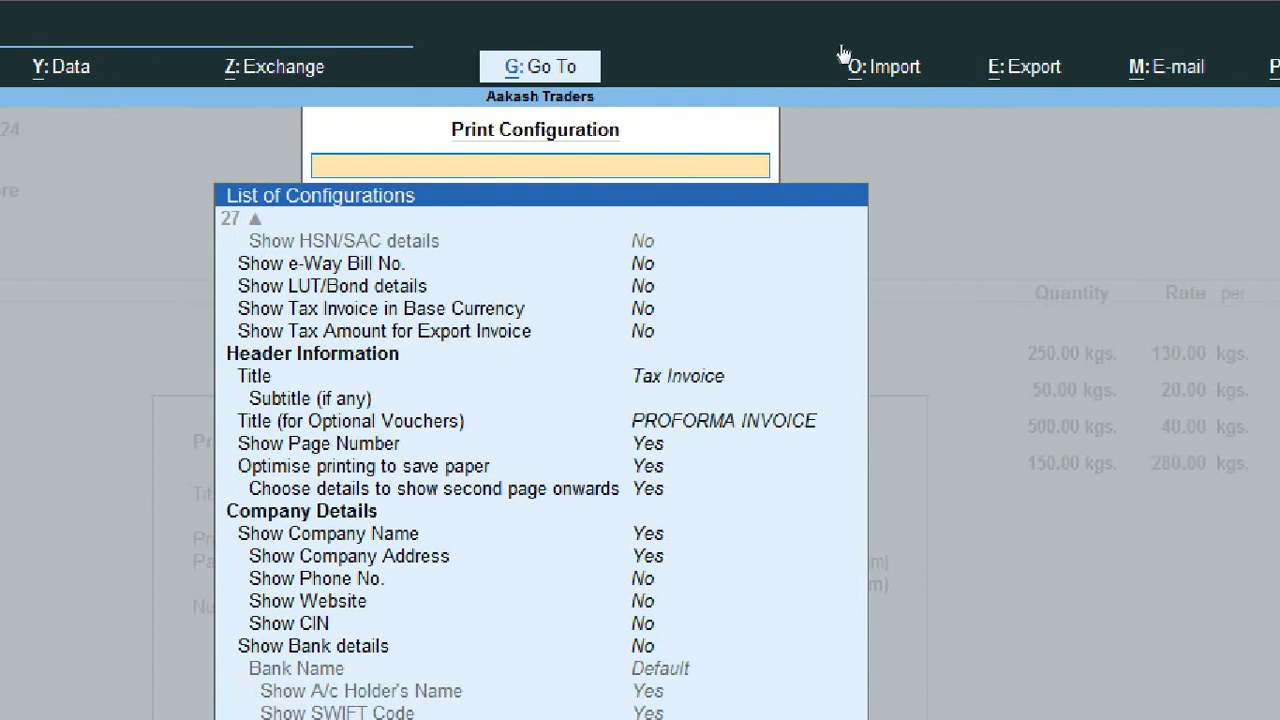 Y: Data Z: Exchange G: Go To O: Import E: Export M: E-mail P
Aakash Traders
24
Print Configuration
ore
List of Configurations
27 ▲
Show HSN/SAC details No
Show e-Way Bill No. No
Show LUT/Bond details No
Quantity Rate per
Show Tax Invoice in Base Currency No
Show Tax Amount for Export Invoice No
Header Information
250.00 kgs. 130.00 kgs.
Title Tax Invoice
50.00 kgs. 20.00 kgs.
Subtitle (if any)
Title (for Optional Vouchers) PROFORMA INVOICE
500.00 kgs. 40.00 kgs.
Show Page Number Yes
Pr
Optimise printing to save paper Yes
150.00 kgs. 280.00 kgs.
Choose details to show second page onwards Yes
Tit
Company Details
Show Company Name Yes
Pr
Show Company Address Yes
Pa m)
Show Phone No. No
m)
Show Website No
Nu
Show CIN No
Show Bank details No
Bank Name Default
Show A/c Holder's Name Yes
Show SWIFT Code Yes